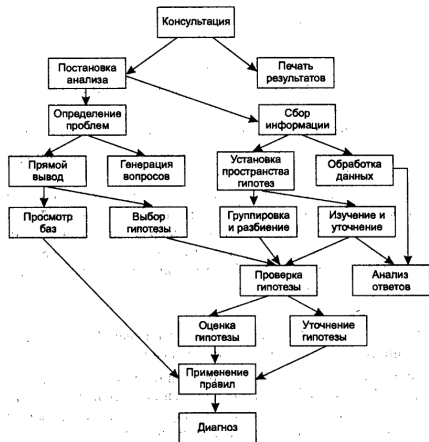 Консультация
Постановка
анализа
Печать
результатов
Определение
проблем
Сбор
информации
Прямой
вывод
Генерация
вопросов
Установка
пространства
гипотез
Обработка
данных
Просмотр
баз
Выбор
гипотезы
Группировка
и разбиение
Изучение и
уточнение
Проверка
гипотезы
Анализ
ответов
Оценка
гипотезы
Уточнение
гипотезы
Применение
правил
Диагноз